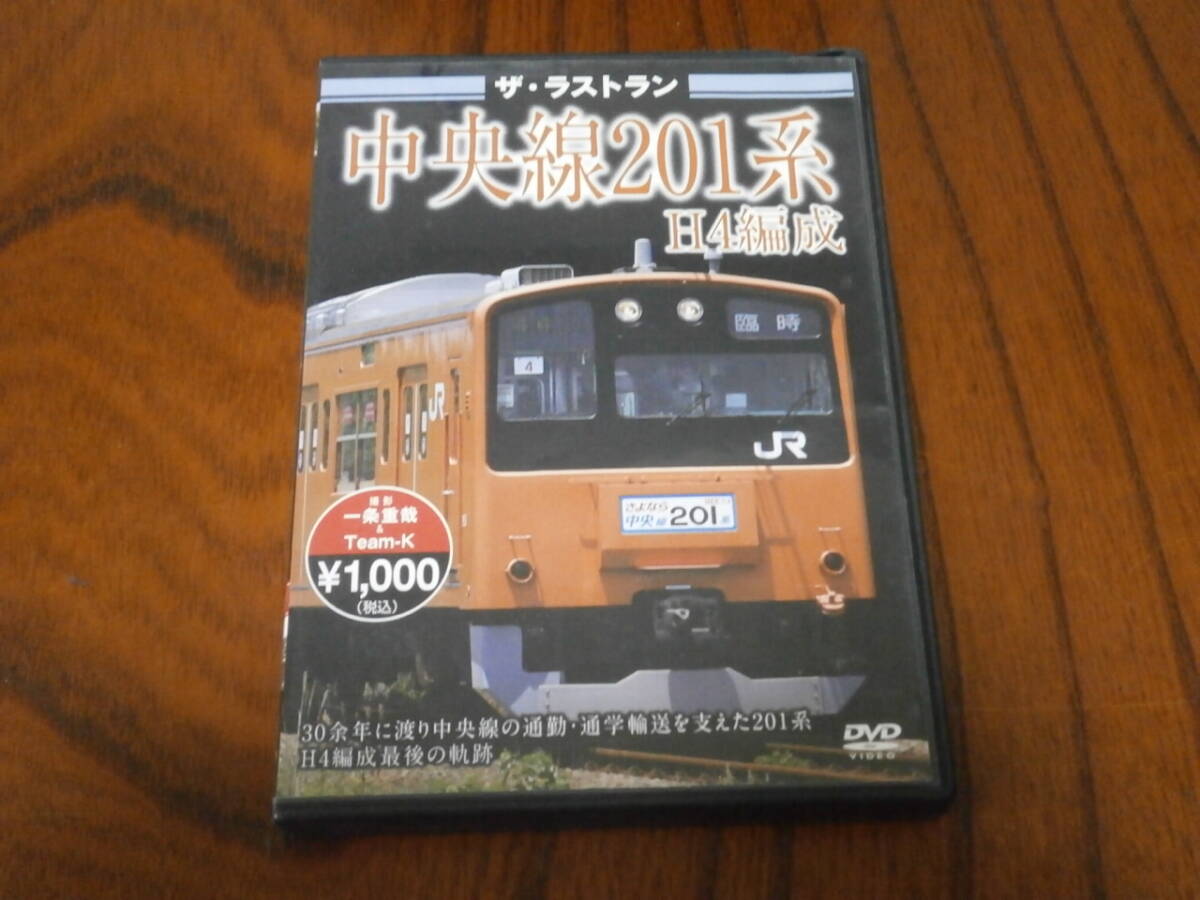 ザ・ラストラン
中央線201系
H4編成
臨時
4
JR
JR
さよなら
中央線201系
撮影
一条重哉
&
Team-K
¥1,000
(税込)
30余年に渡り中央線の通勤・通学輸送を支えた201系
H4編成最後の軌跡
DVD
VIDEO